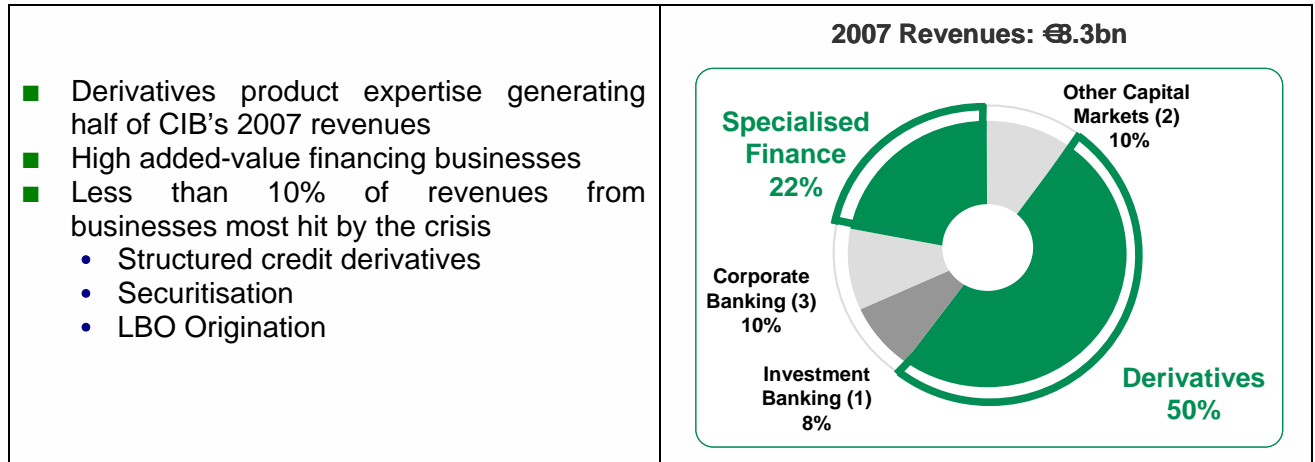 Derivatives product expertise generating
half of CIB's 2007 revenues
High added-value financing businesses
Less than 10% of revenues from
businesses most hit by the crisis
Structured credit derivatives
Securitisation
LBO Origination
2007 Revenues: €8.3bn
Other Capital
Markets (2)
10%
Specialised
Finance
22%
Corporate
Banking (3)
10%
Investment
Banking (1)
8%
Derivatives
50%